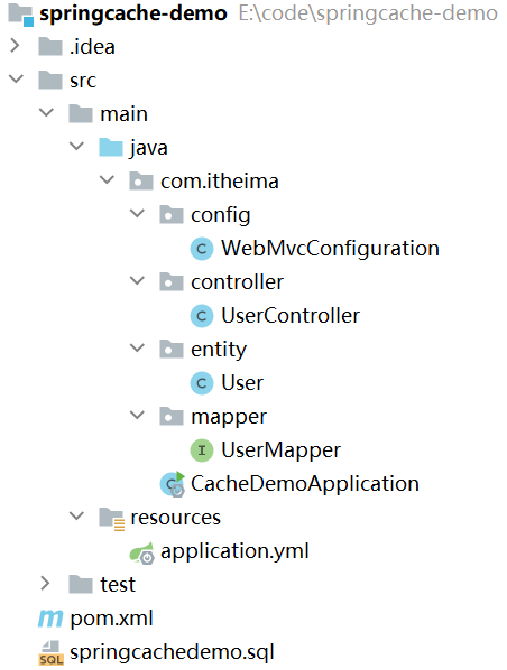 springcache-demo E:\code\springcache-demo
.idea
src
main
java
com.itheima
config
C WebMvcConfiguration
controller
C UserController
entity
C User
mapper
I UserMapper
C CacheDemoApplication
resources
application.yml
test
m pom.xml
SQL springcachedemo.sql